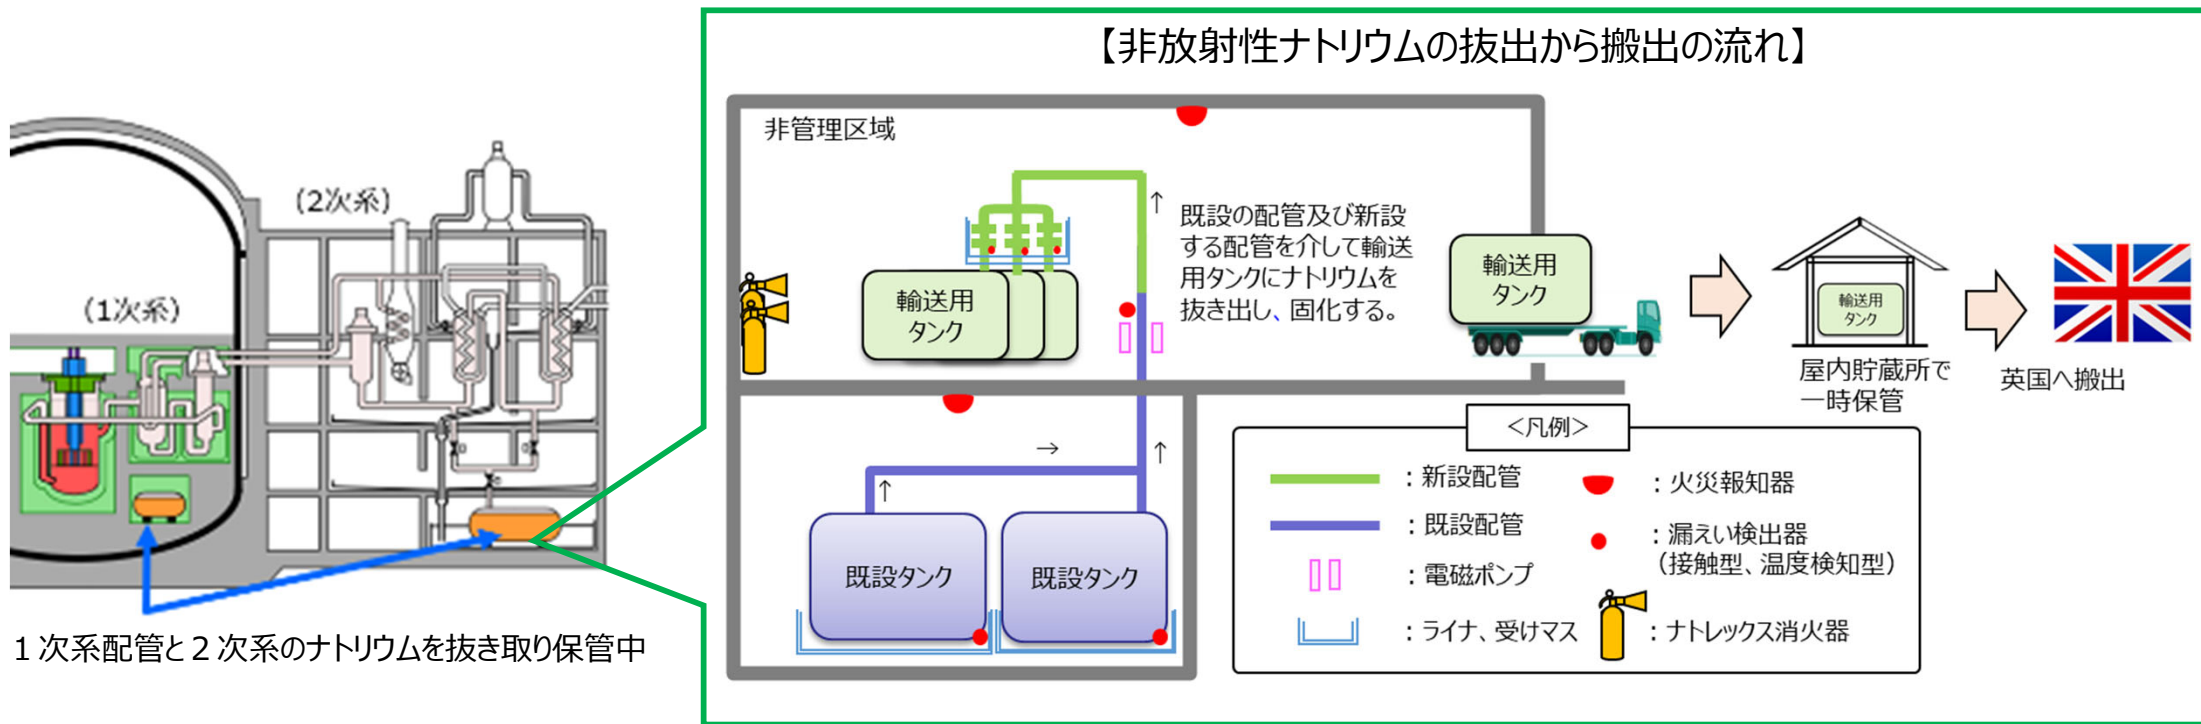 【非放射性ナトリウムの抜出から搬出の流れ】
(2次系)
(1次系)
1次系配管と2次系のナトリウムを抜き取り保管中
非管理区域
↑
既設の配管及び新設
する配管を介して輸送
用タンクにナトリウムを
抜き出し、固化する。
輸送用
タンク
輸送用
タンク
輸送用
タンク
屋内貯蔵所で
一時保管
英国へ搬出
→
↑
↑
既設タンク
既設タンク
<凡例>
:新設配管
:火災報知器
:既設配管
:漏えい検出器
(接触型、温度検知型)
:電磁ポンプ
:ライナ、受けマス
:ナトレックス消火器